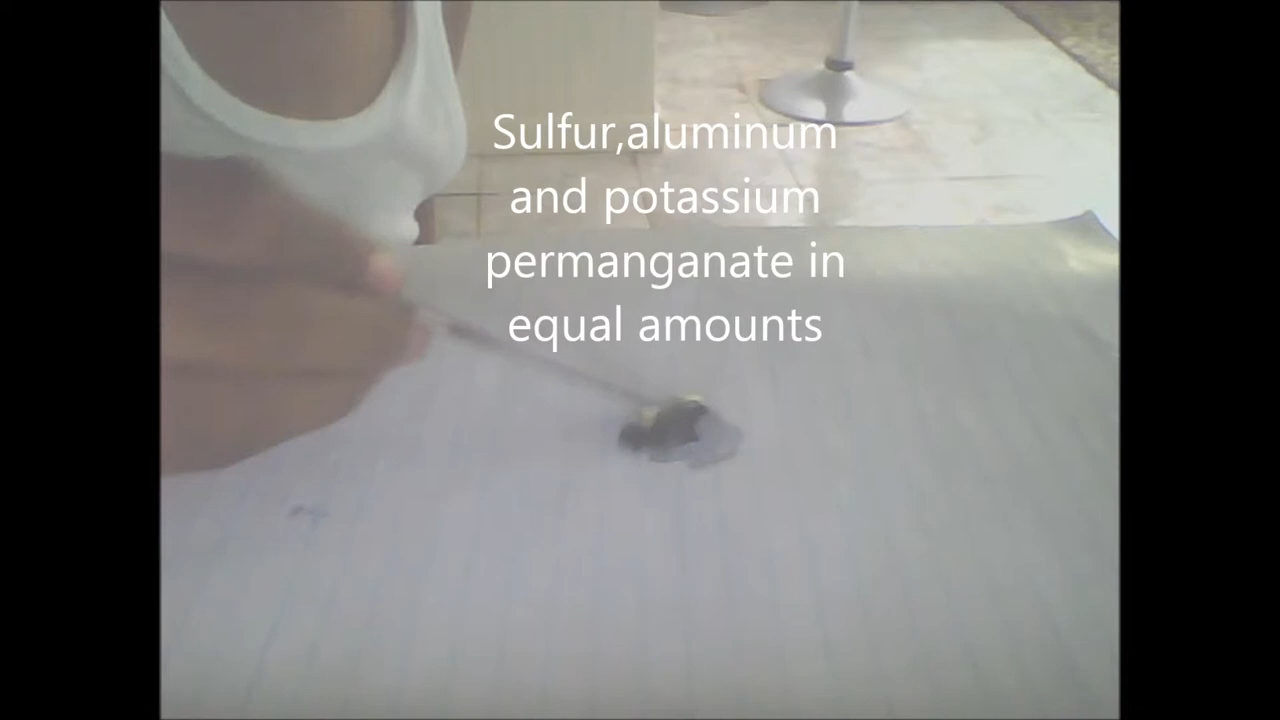 Sulfur,aluminum
and potassium
permanganate in
equal amounts